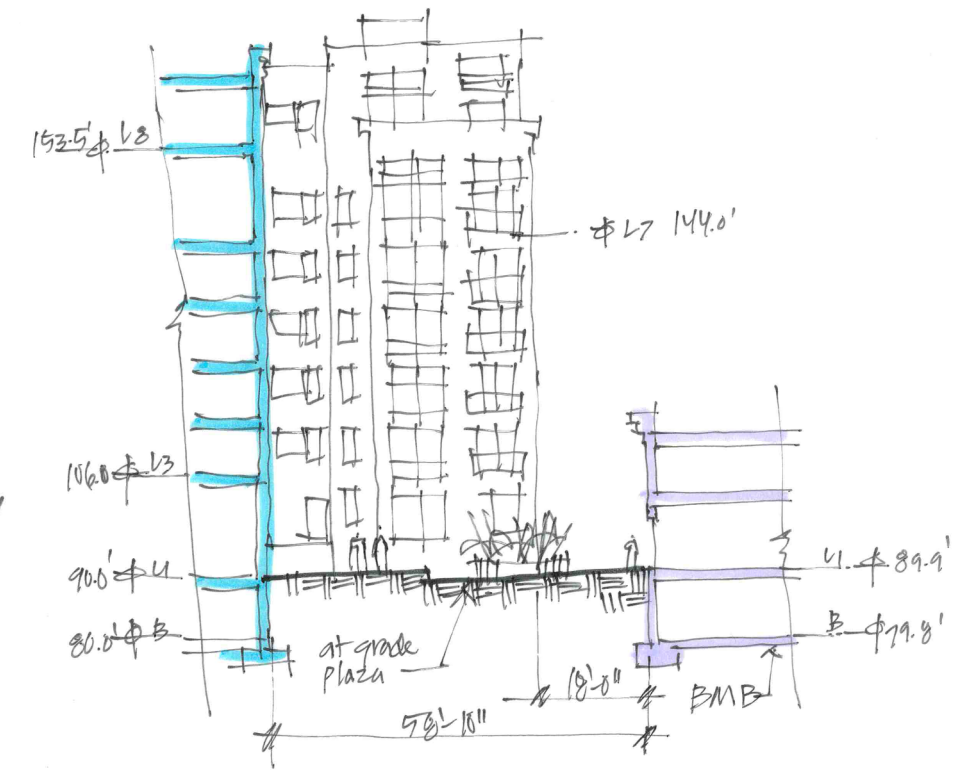 153.5' L8
L7 144.0'
106.0 L3
90.0' L1
L1. 89.9'
80.0' B
B 79.8'
at grade
plaza
18'-0"
BMB
58'-10"